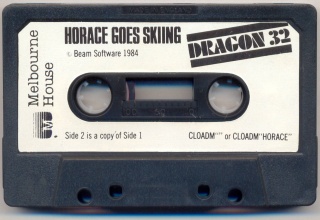 Melbourne
House
HORACE GOES SKIING
© Beam Software 1984
DRAGON 32
Side 2 is a copy of Side 1
CLOADM"" or CLOADM"HORACE"